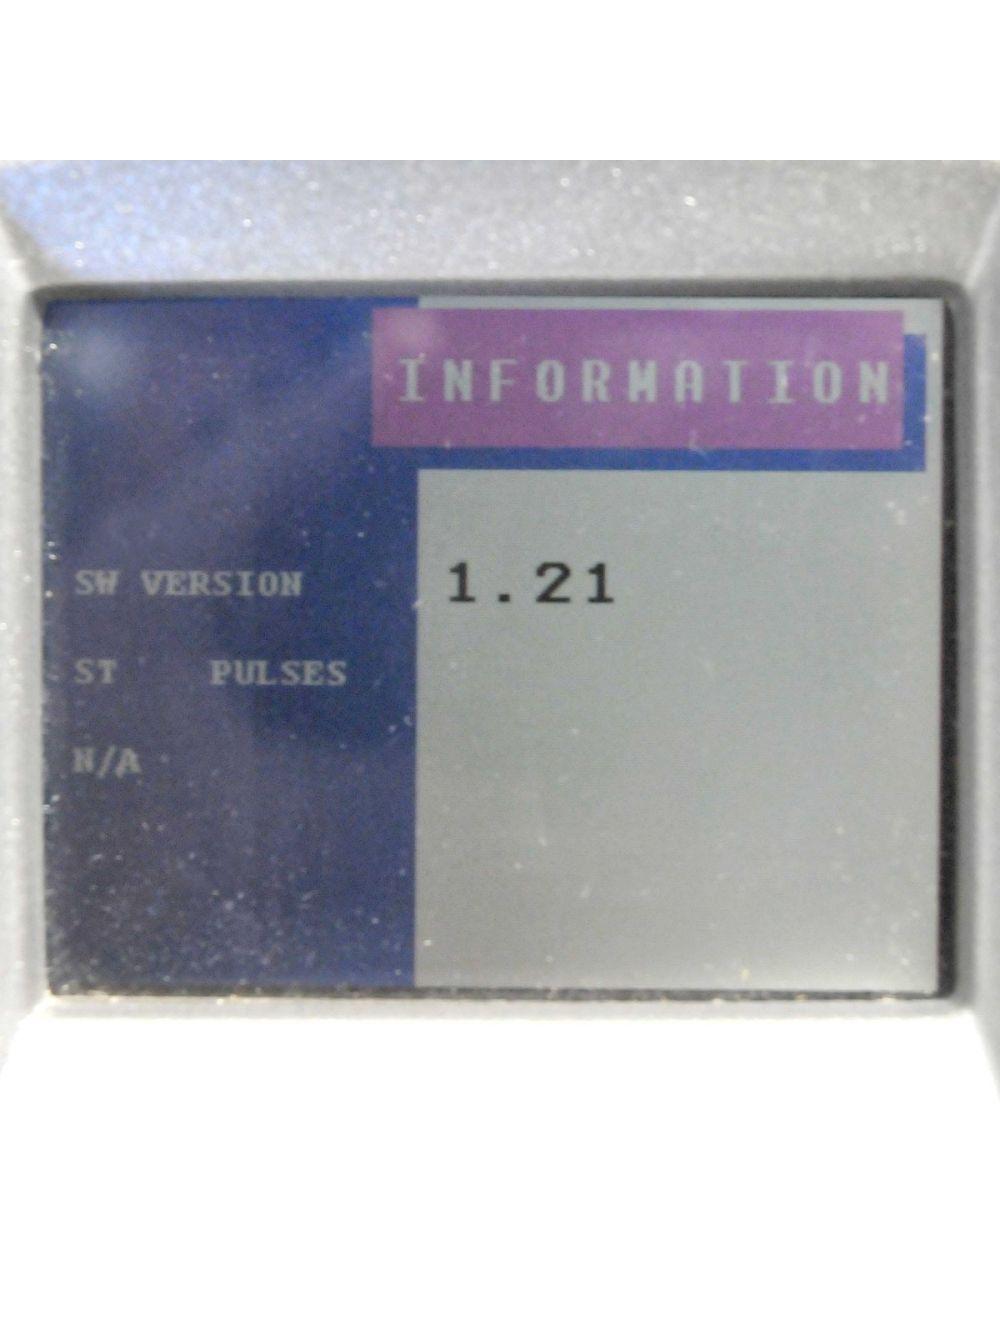 INFORMATION
SW VERSION 1.21
ST PULSES
N/A